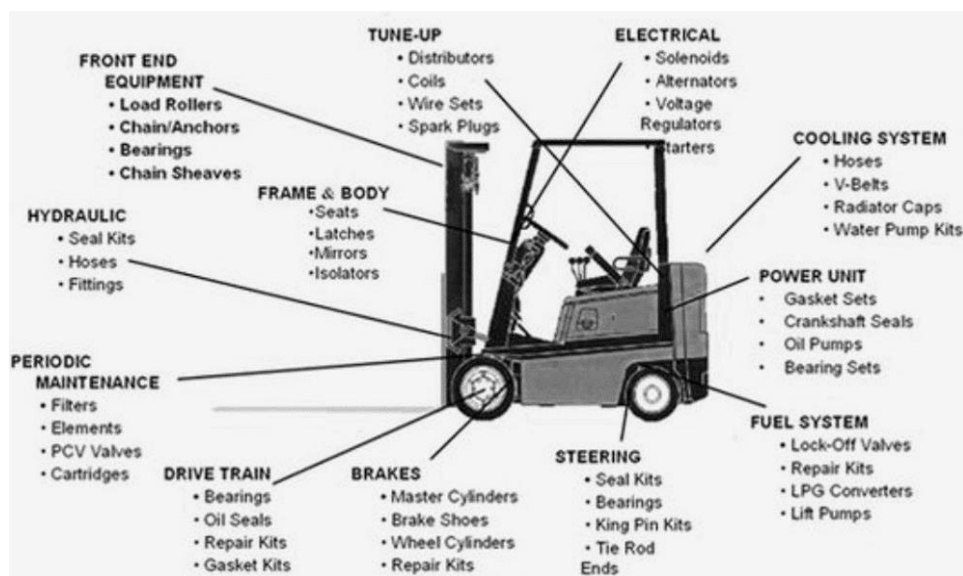 TUNE-UP
• Distributors
• Coils
• Wire Sets
• Spark Plugs
ELECTRICAL
• Solenoids
• Alternators
• Voltage
Regulators
• Starters
FRONT END
EQUIPMENT
• Load Rollers
• Chain/Anchors
• Bearings
• Chain Sheaves
COOLING SYSTEM
• Hoses
• V-Belts
• Radiator Caps
• Water Pump Kits
FRAME & BODY
•Seats
•Latches
•Mirrors
•Isolators
HYDRAULIC
• Seal Kits
• Hoses
• Fittings
POWER UNIT
• Gasket Sets
• Crankshaft Seals
• Oil Pumps
• Bearing Sets
PERIODIC
MAINTENANCE
• Filters
• Elements
• PCV Valves
• Cartridges
FUEL SYSTEM
• Lock-Off Valves
• Repair Kits
• LPG Converters
• Lift Pumps
DRIVE TRAIN
• Bearings
• Oil Seals
• Repair Kits
• Gasket Kits
BRAKES
• Master Cylinders
• Brake Shoes
• Wheel Cylinders
• Repair Kits
STEERING
• Seal Kits
• Bearings
• King Pin Kits
• Tie Rod
Ends